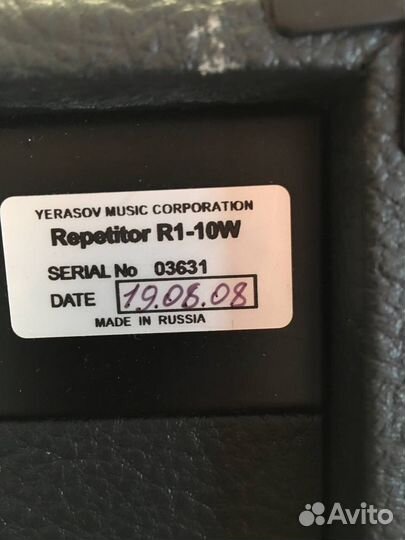 YERASOV MUSIC CORPORATION
Repetitor R1-10W
SERIAL No 03631
DATE 19.08.08
MADE IN RUSSIA
Avito